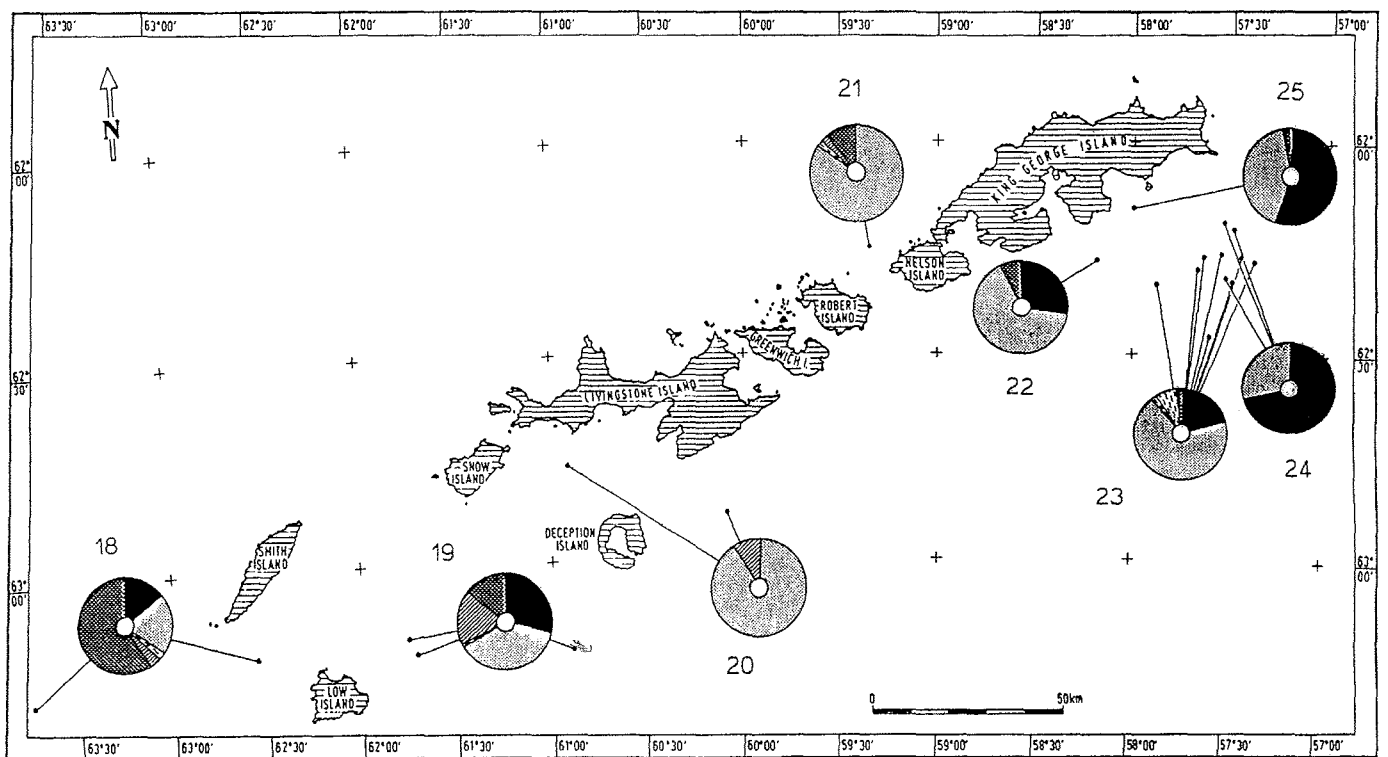 63°30' 63°00' 62°30' 62°00' 61°30' 61°00' 60°30' 60°00' 59°30' 59°00' 58°30' 58°00' 57°30' 57°00'
N
21
25
62°
00'
62°
00'
KING GEORGE ISLAND
NELSON
ISLAND
ROBERT
ISLAND
GREENWICH I.
22
62°
30'
62°
30'
LIVINGSTONE ISLAND
24
23
SNOW
ISLAND
DECEPTION
ISLAND
18
SMITH
ISLAND
19
63°
00'
63°
00'
20
LOW
ISLAND
0 50km
63°30' 63°00' 62°30' 62°00' 61°30' 61°00' 60°30' 60°00' 59°30' 59°00' 58°30' 58°00' 57°30' 57°00'